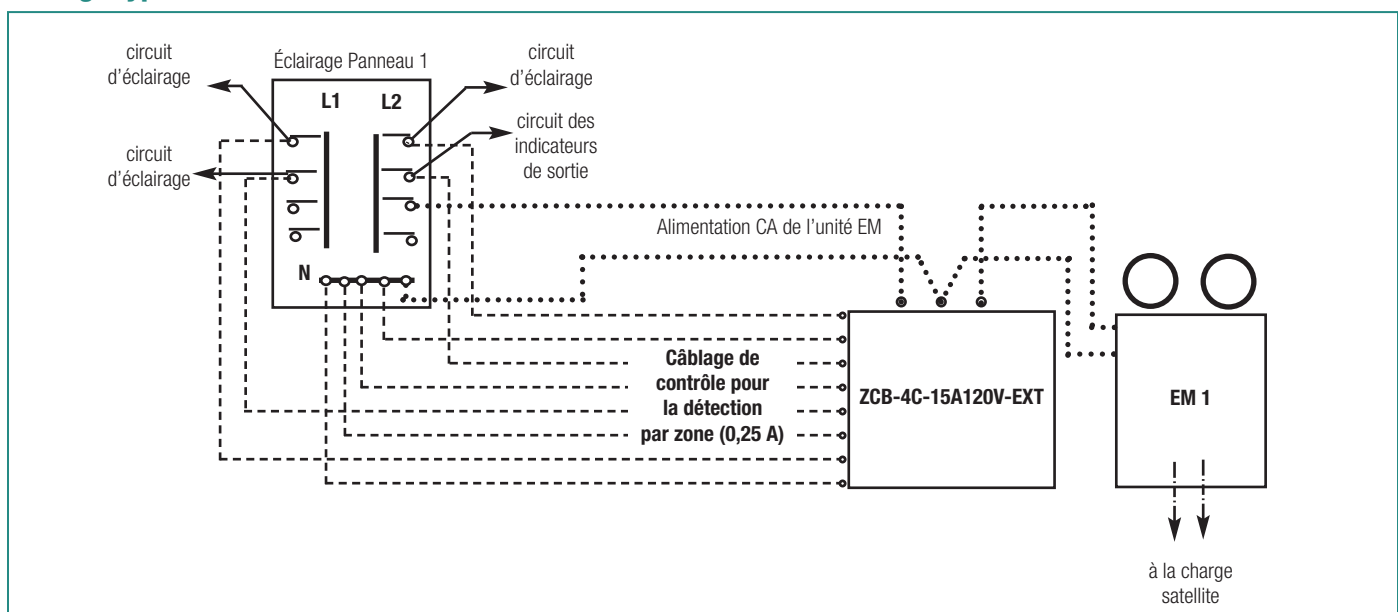 circuit
d'éclairage
Éclairage Panneau 1
circuit
d'éclairage
L1
L2
circuit des
indicateurs
de sortie
circuit
d'éclairage
Alimentation CA de l'unité EM
N
Câblage de
contrôle pour
la détection
par zone (0,25 A)
ZCB-4C-15A120V-EXT
EM 1
à la charge
satellite